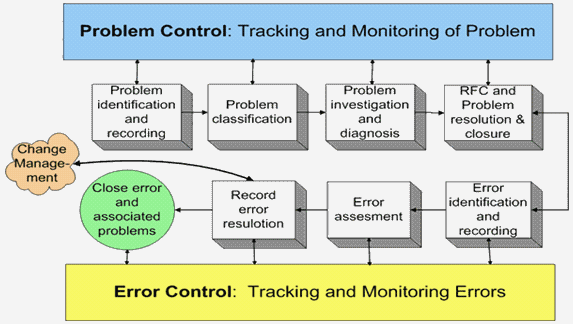 Problem Control: Tracking and Monitoring of Problem
Problem
identification
and
recording
Problem
classification
Problem
investigation
and
diagnosis
RFC and
Problem
resolution &
closure
Change
Manage-
ment
Close error
and
associated
problems
Record
error
resulotion
Error
assesment
Error
identification
and
recording
Error Control: Tracking and Monitoring Errors